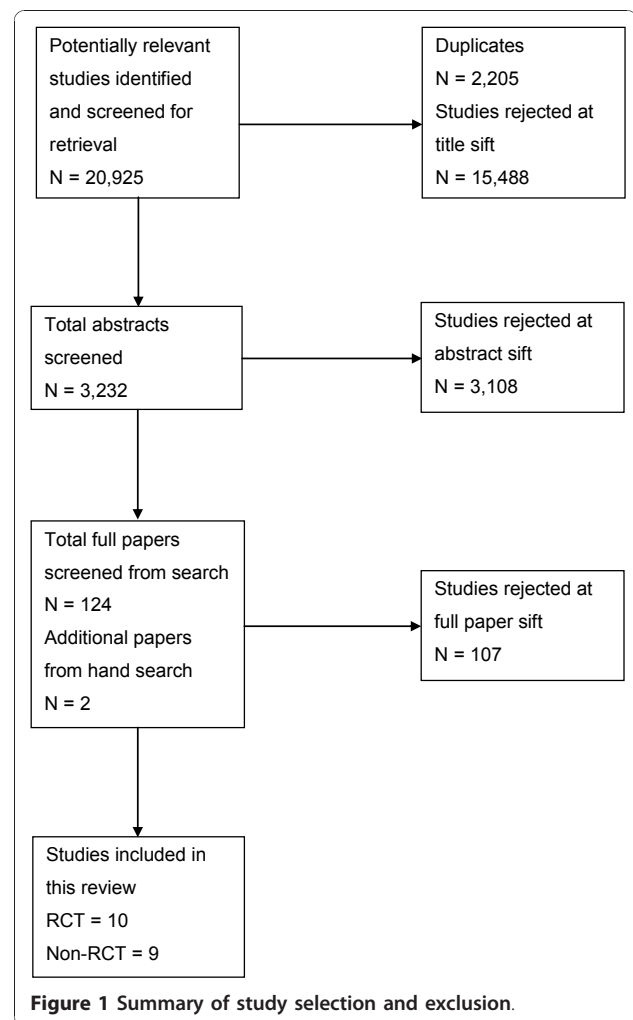 Potentially relevant
studies identified
and screened for
retrieval
N = 20,925
Duplicates
N = 2,205
Studies rejected at
title sift
N = 15,488
Total abstracts
screened
N = 3,232
Studies rejected at
abstract sift
N = 3,108
Total full papers
screened from search
N = 124
Additional papers
from hand search
N = 2
Studies rejected at
full paper sift
N = 107
Studies included in
this review
RCT = 10
Non-RCT = 9
Figure 1 Summary of study selection and exclusion.